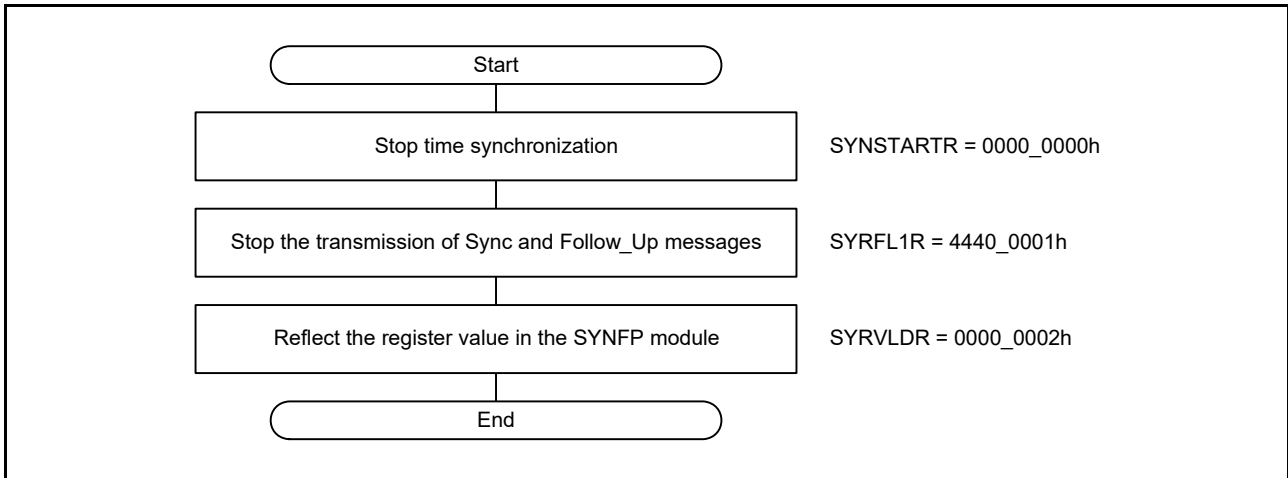 Start
Stop time synchronization SYNSTARTR = 0000_0000h
Stop the transmission of Sync and Follow_Up messages SYRFL1R = 4440_0001h
Reflect the register value in the SYNFP module SYRVLDR = 0000_0002h
End